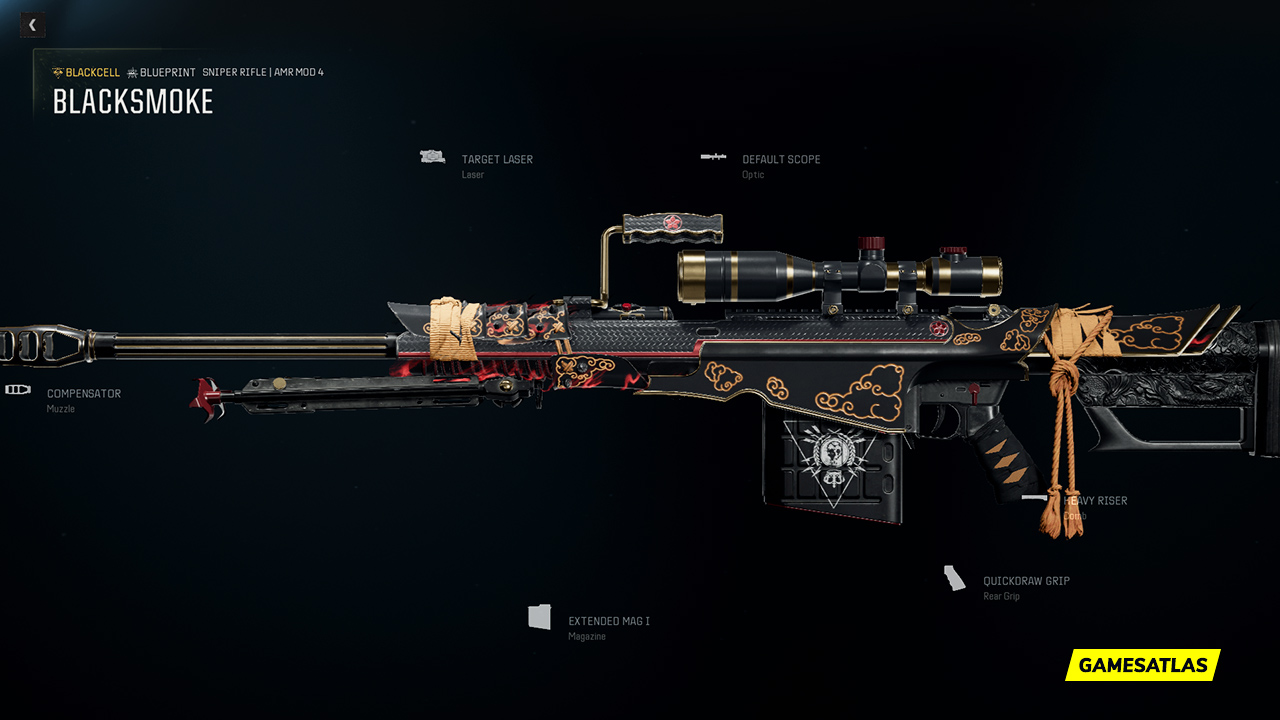 BLACKCELL BLUEPRINT SNIPER RIFLE | AMR MOD 4
BLACKSMOKE
TARGET LASER
Laser
DEFAULT SCOPE
Optic
COMPENSATOR
Muzzle
HEAVY RISER
Comb
QUICKDRAW GRIP
Rear Grip
EXTENDED MAG I
Magazine
GAMESATLAS